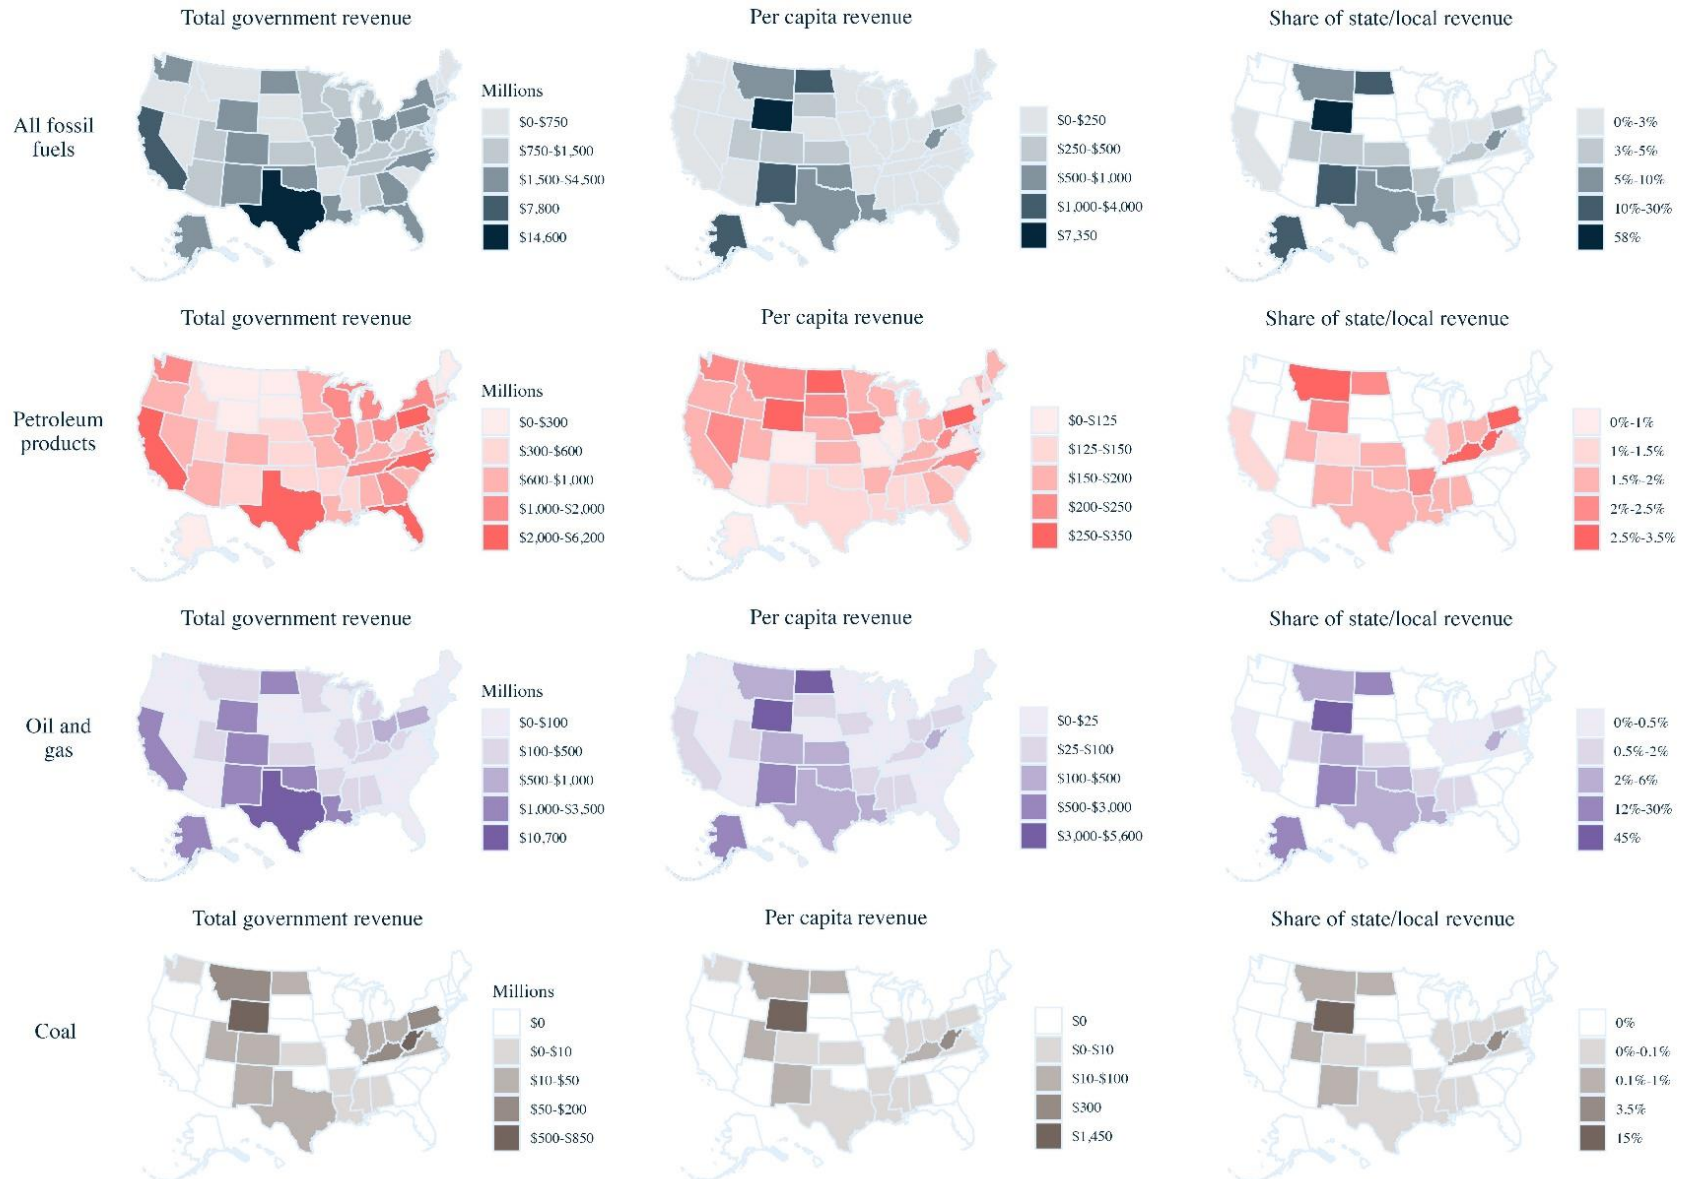 Total government revenue
Per capita revenue
Share of state/local revenue
All fossil
fuels
Millions
$0-$750
$750-$1,500
$1,500-$4,500
$7,800
$14,600
$0-$250
$250-$500
$500-$1,000
$1,000-$4,000
$7,350
0%-3%
3%-5%
5%-10%
10%-30%
58%
Total government revenue
Per capita revenue
Share of state/local revenue
Petroleum
products
Millions
$0-$300
$300-$600
$600-$1,000
$1,000-$2,000
$2,000-$6,200
$0-$125
$125-$150
$150-$200
$200-$250
$250-$350
0%-1%
1%-1.5%
1.5%-2%
2%-2.5%
2.5%-3.5%
Total government revenue
Per capita revenue
Share of state/local revenue
Oil and
gas
Millions
$0-$100
$100-$500
$500-$1,000
$1,000-$3,500
$10,700
$0-$25
$25-$100
$100-$500
$500-$3,000
$3,000-$5,600
0%-0.5%
0.5%-2%
2%-6%
12%-30%
45%
Total government revenue
Per capita revenue
Share of state/local revenue
Coal
Millions
$0
$0-$10
$10-$50
$50-$200
$500-$850
$0
$0-$10
$10-$100
$300
$1,450
0%
0%-0.1%
0.1%-1%
3.5%
15%